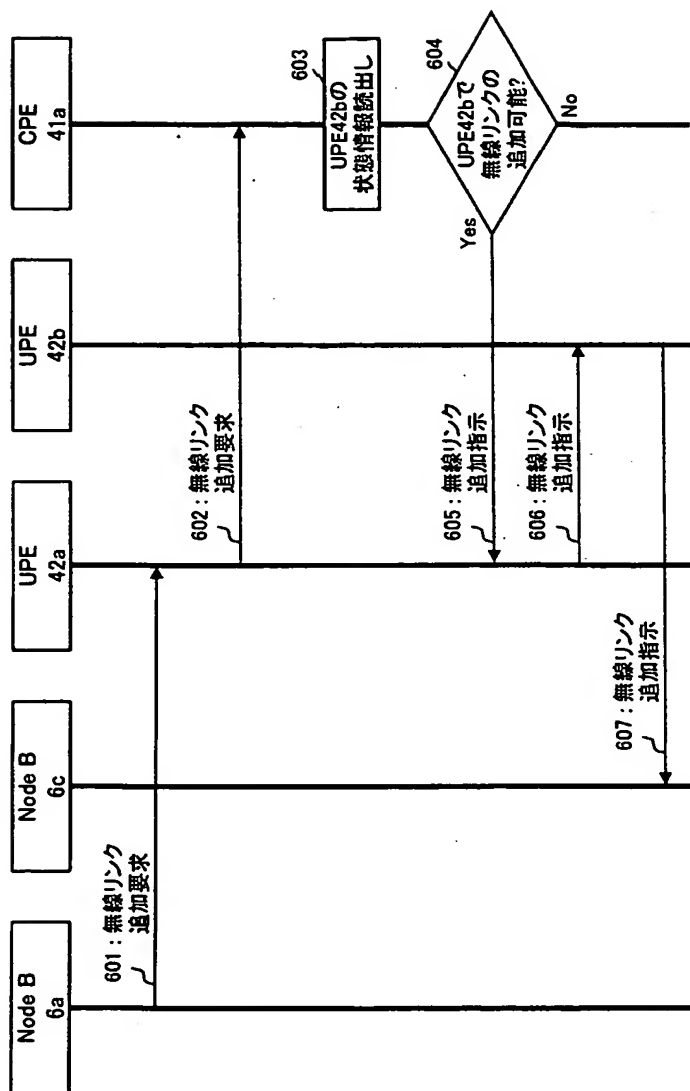 Node B
6a
Node B
6c
UPE
42a
UPE
42b
CPE
41a
601：無線リンク
追加要求
602：無線リンク
追加要求
603
UPE42bの
状態情報読出し
604
UPE42bで
無線リンクの
追加可能？
Yes
No
605：無線リンク
追加指示
606：無線リンク
追加指示
607：無線リンク
追加指示